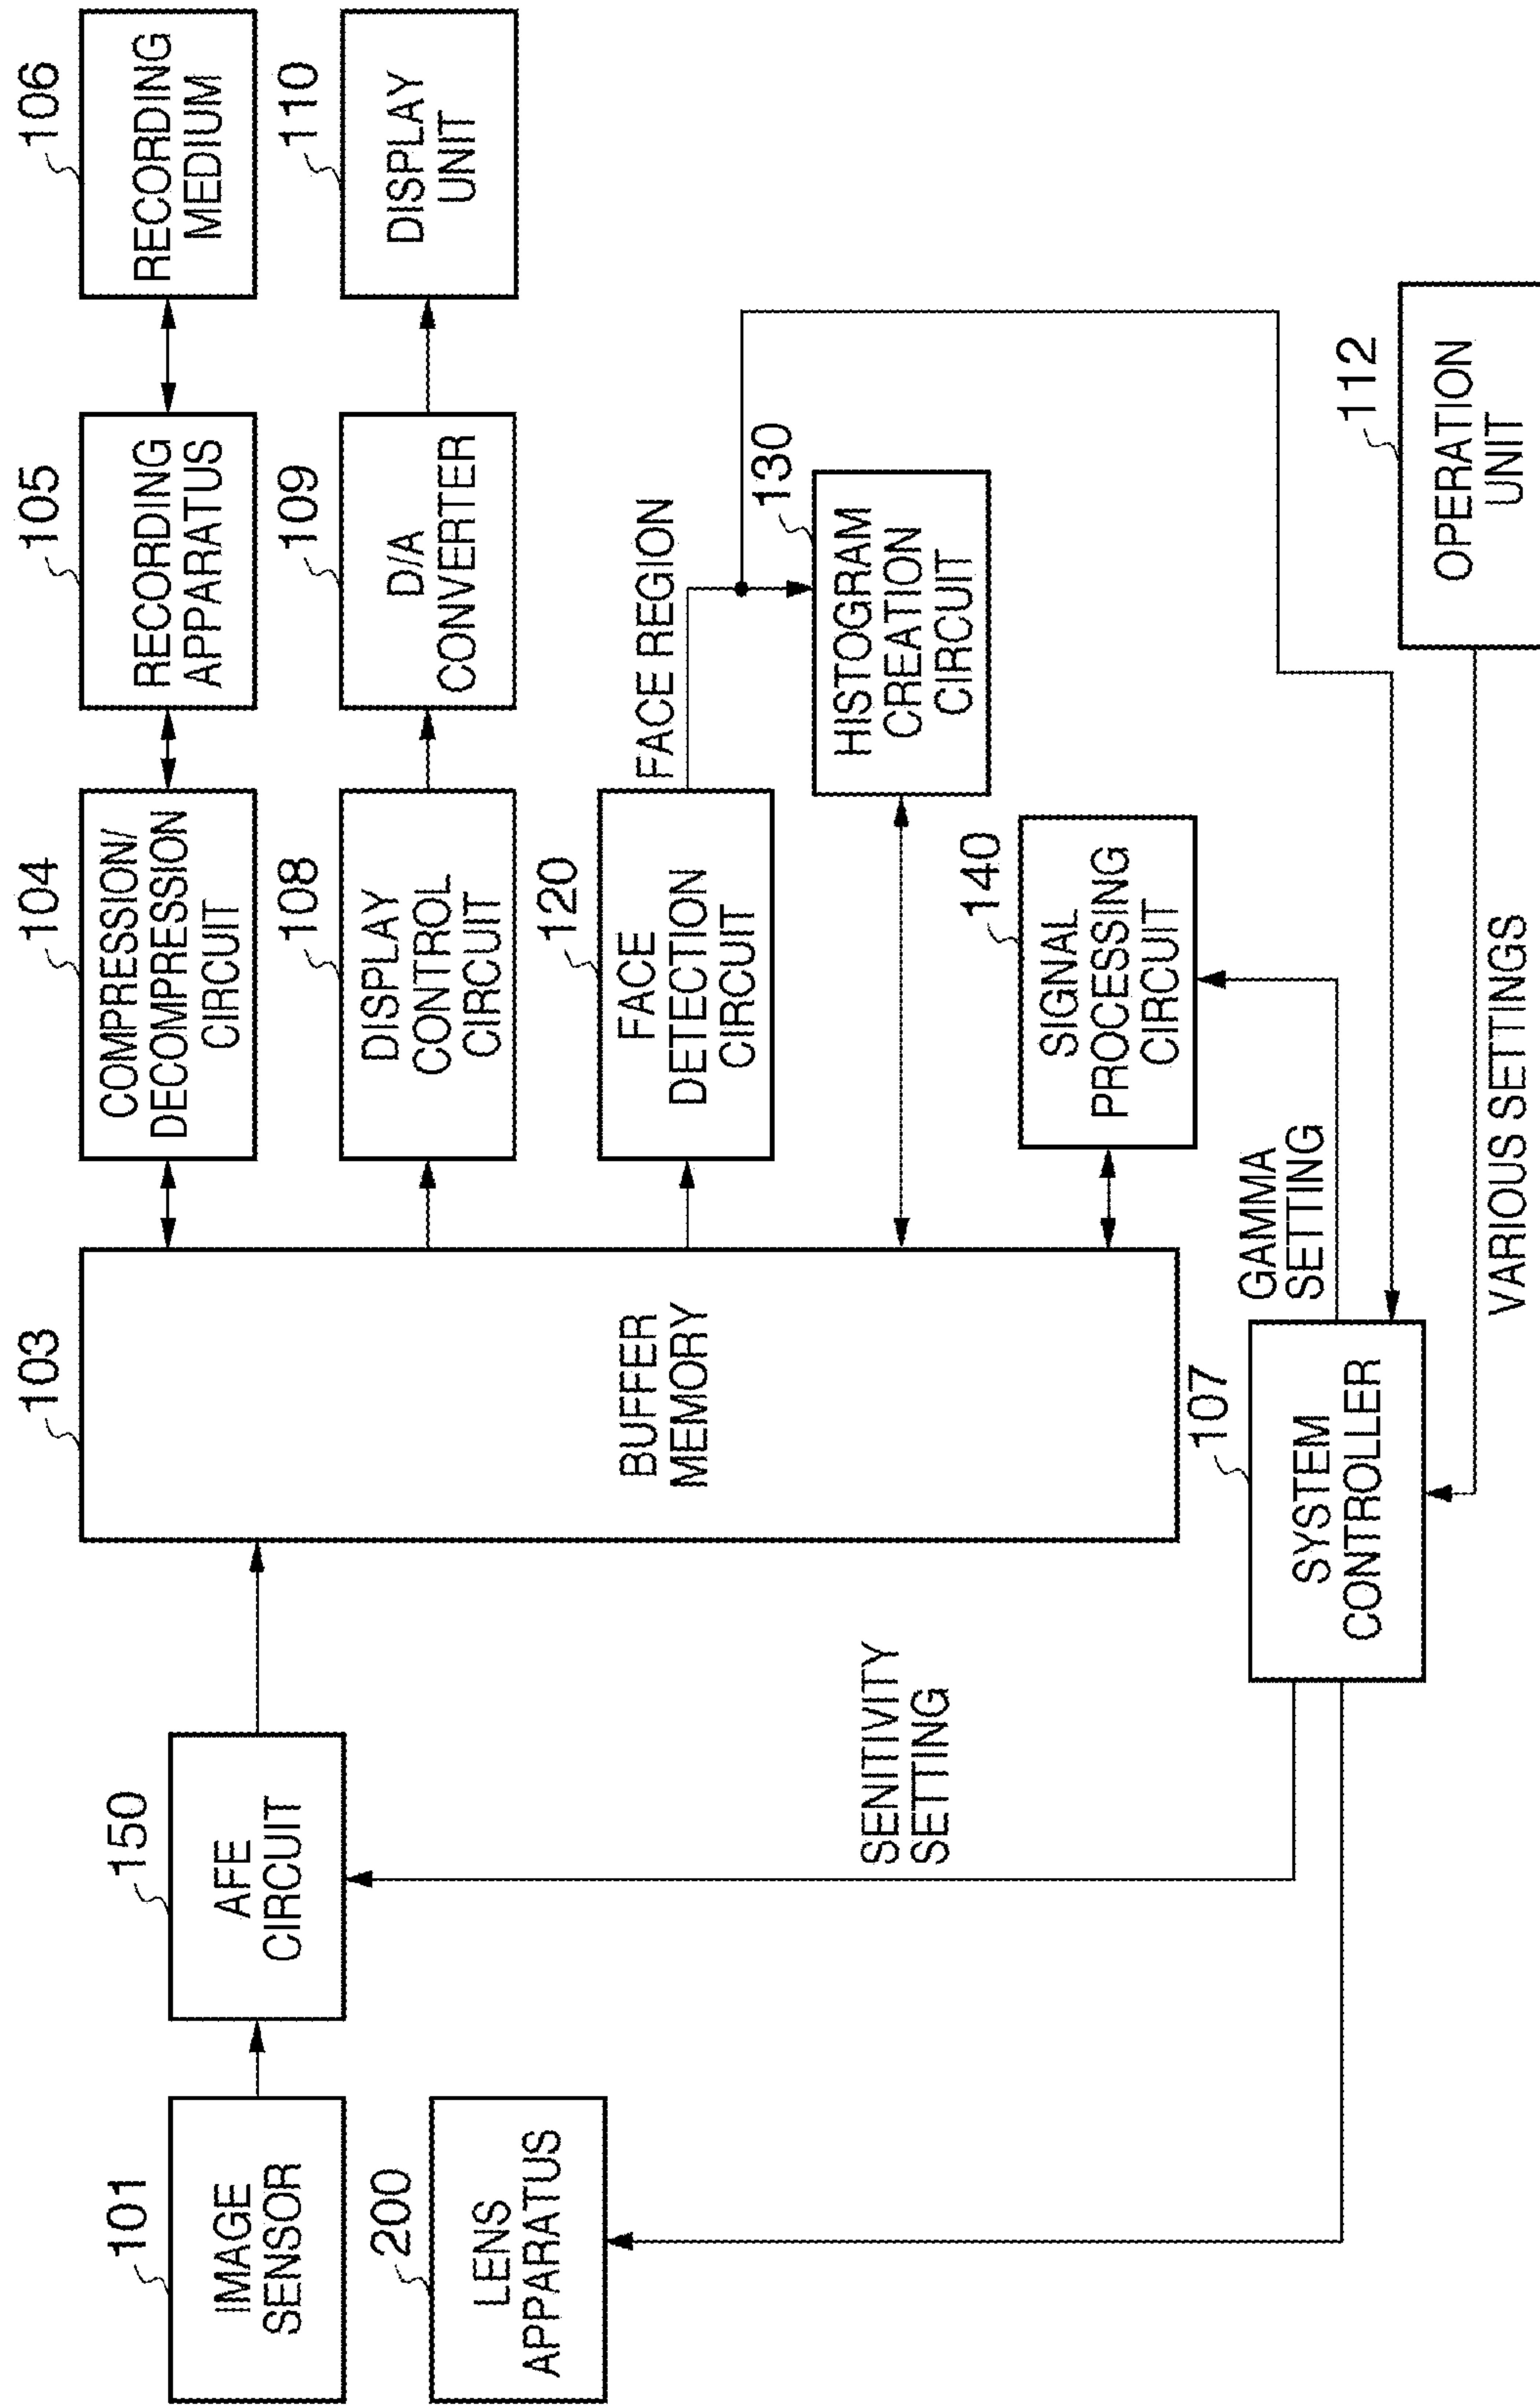 101
IMAGE
SENSOR
200
LENS
APPARATUS
150
AFE
CIRCUIT
SENITIVITY
SETTING
103
BUFFER
MEMORY
107
SYSTEM
CONTROLLER
GAMMA
SETTING
VARIOUS SETTINGS
104
COMPRESSION/
DECOMPRESSION
CIRCUIT
108
DISPLAY
CONTROL
CIRCUIT
120
FACE
DETECTION
CIRCUIT
140
SIGNAL
PROCESSING
CIRCUIT
FACE REGION
130
HISTOGRAM
CREATION
CIRCUIT
105
RECORDING
APPARATUS
109
D/A
CONVERTER
106
RECORDING
MEDIUM
110
DISPLAY
UNIT
112
OPERATION
UNIT